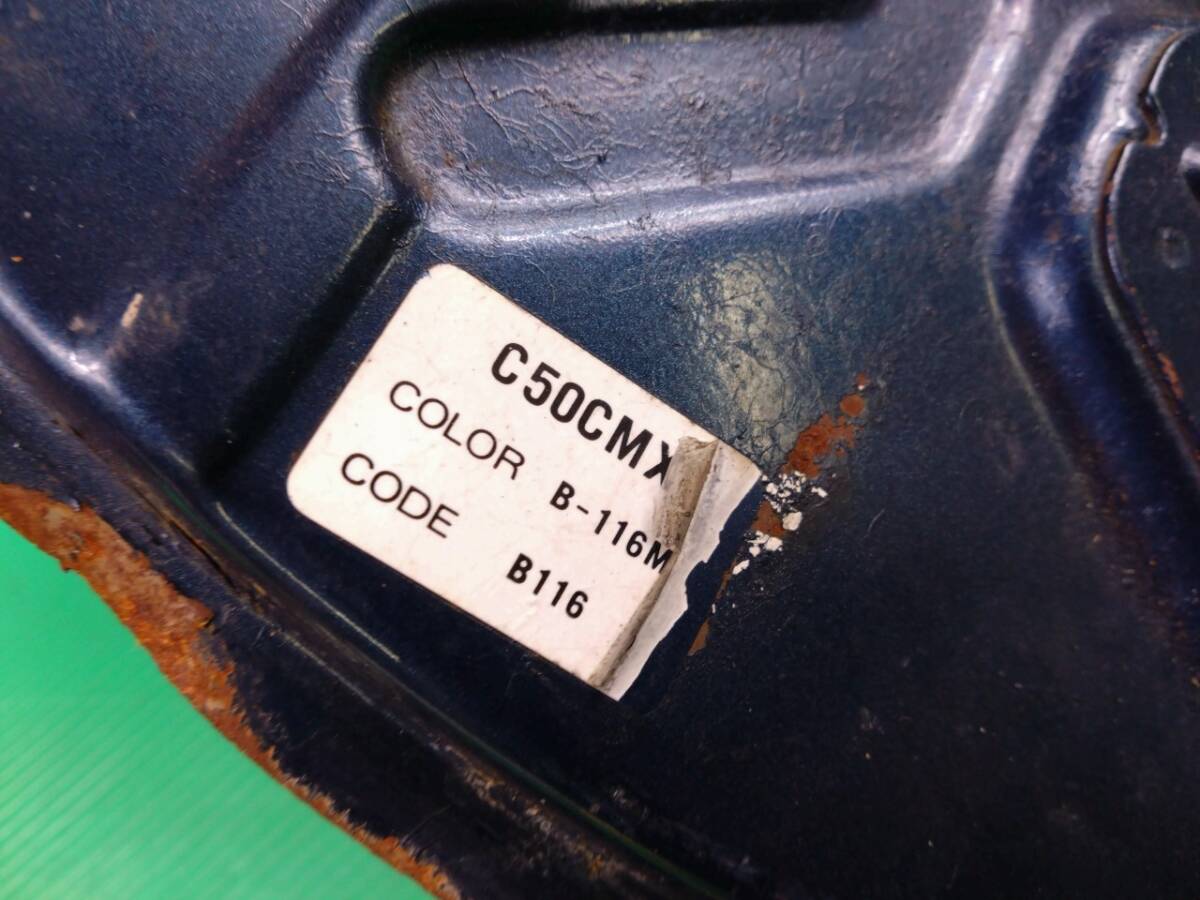 C50CMX
COLOR B-116M
CODE B116